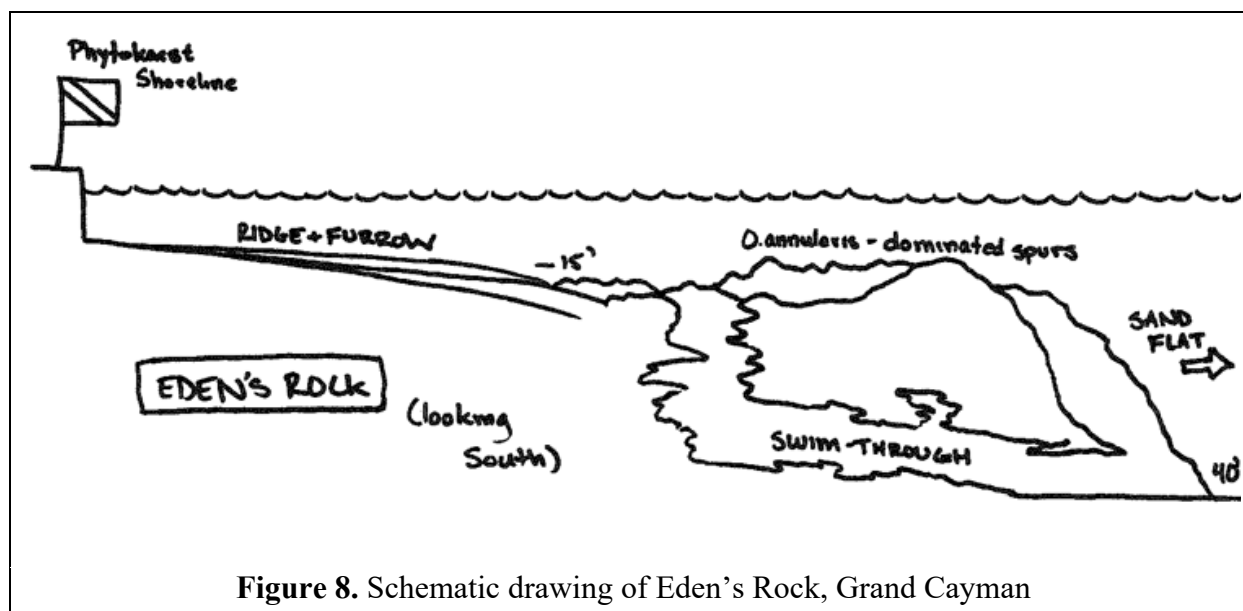 Phytokarst
Shoreline
RIDGE + FURROW
-15'
O. annularis - dominated spurs
SAND
FLAT
EDEN'S ROCK
(looking
South)
SWIM-THROUGH
40'
Figure 8. Schematic drawing of Eden's Rock, Grand Cayman